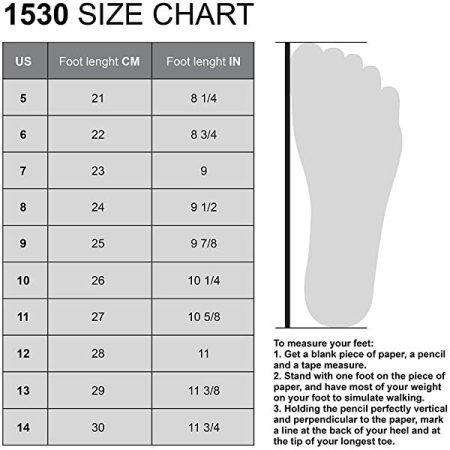 1530 SIZE CHART
US Foot lenght CM Foot lenght IN
5 21 8 1/4
6 22 8 3/4
7 23 9
8 24 9 1/2
9 25 9 7/8
10 26 10 1/4
11 27 10 5/8
12 28 11
13 29 11 3/8
14 30 11 3/4
To measure your feet:
1. Get a blank piece of paper, a pencil
and a tape measure.
2. Stand with one foot on the piece of
paper, and have most of your weight
on your foot to simulate walking.
3. Holding the pencil perfectly vertical
and perpendicular to the paper, mark
a line at the back of your heel and at
the tip of your longest toe.